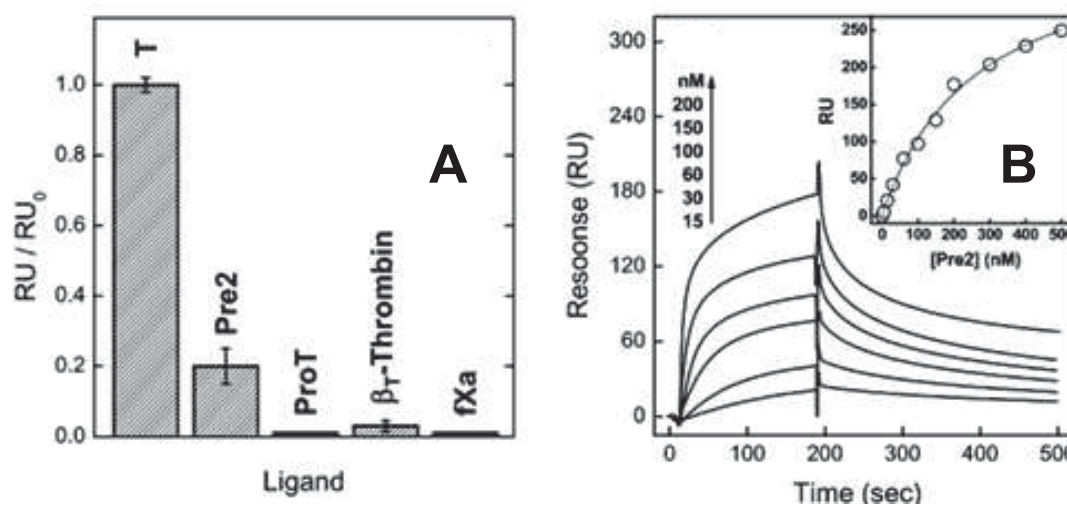 A
RU / RU0
1.0
0.8
0.6
0.4
0.2
0.0
T
Pre2
ProT
βT-Thrombin
fXa
Ligand
B
Resoonse (RU)
300
240
180
120
60
0
nM
200
150
100
60
30
15
0 100 200 300 400 500
Time (sec)
RU
250
200
150
100
50
0
0 100 200 300 400 500
[Pre2] (nM)